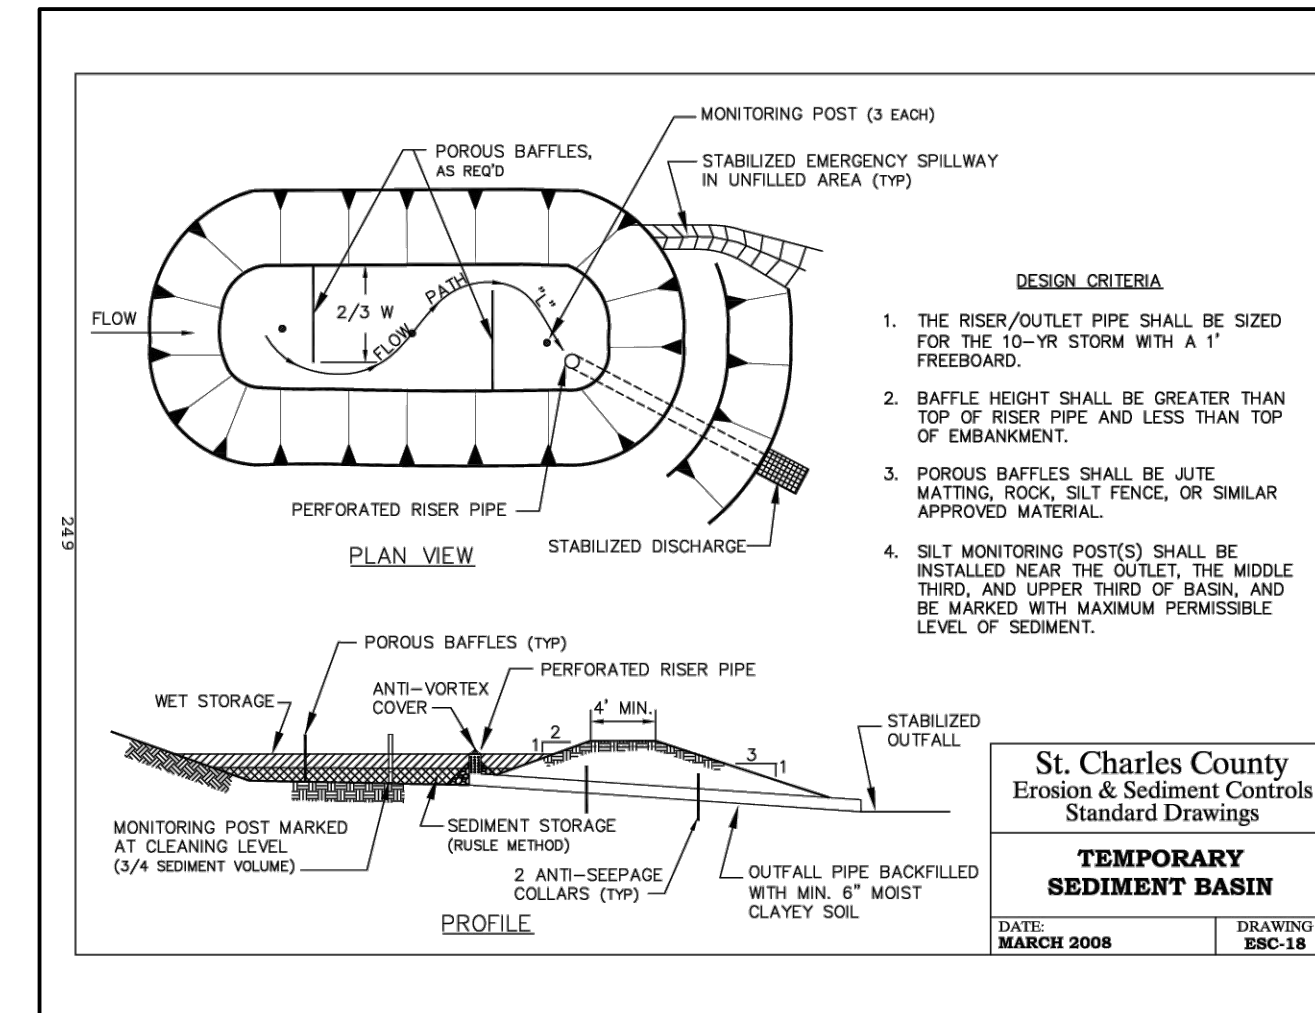 MONITORING POST (3 EACH)
POROUS BAFFLES,
AS REQ'D
STABILIZED EMERGENCY SPILLWAY
IN UNFILLED AREA (TYP)
FLOW
2/3 W
FLOW
PATH
"L"
PERFORATED RISER PIPE
STABILIZED DISCHARGE
PLAN VIEW
249
DESIGN CRITERIA
1. THE RISER/OUTLET PIPE SHALL BE SIZED
FOR THE 10-YR STORM WITH A 1'
FREEBOARD.
2. BAFFLE HEIGHT SHALL BE GREATER THAN
TOP OF RISER PIPE AND LESS THAN TOP
OF EMBANKMENT.
3. POROUS BAFFLES SHALL BE JUTE
MATTING, ROCK, SILT FENCE, OR SIMILAR
APPROVED MATERIAL.
4. SILT MONITORING POST(S) SHALL BE
INSTALLED NEAR THE OUTLET, THE MIDDLE
THIRD, AND UPPER THIRD OF BASIN, AND
BE MARKED WITH MAXIMUM PERMISSIBLE
LEVEL OF SEDIMENT.
POROUS BAFFLES (TYP)
PERFORATED RISER PIPE
WET STORAGE
ANTI-VORTEX
COVER
4' MIN.
1
2
3
1
STABILIZED
OUTFALL
MONITORING POST MARKED
AT CLEANING LEVEL
(3/4 SEDIMENT VOLUME)
SEDIMENT STORAGE
(RUSLE METHOD)
2 ANTI-SEEPAGE
COLLARS (TYP)
OUTFALL PIPE BACKFILLED
WITH MIN. 6" MOIST
CLAYEY SOIL
PROFILE
St. Charles County
Erosion & Sediment Controls
Standard Drawings
TEMPORARY
SEDIMENT BASIN
DATE:
MARCH 2008
DRAWING
ESC-18